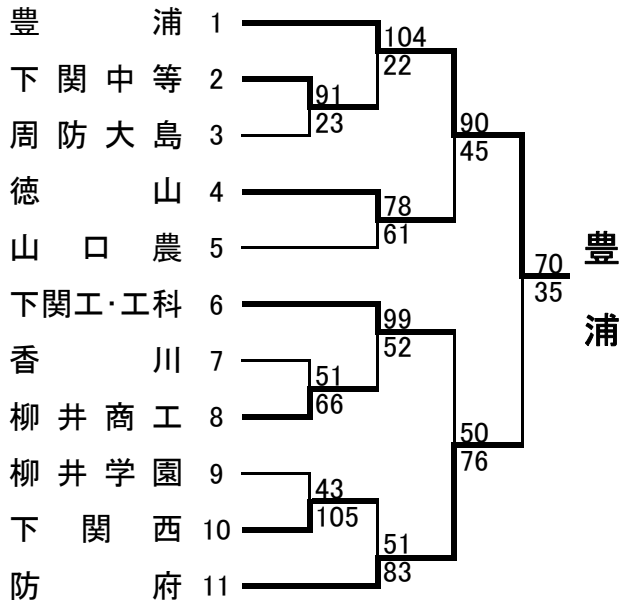 豊浦 1
下関中等 2
周防大島 3
徳山 4
山口農 5
下関工・工科 6
香川 7
柳井商工 8
柳井学園 9
下関西 10
防府 11
91
23
51
66
43
105
104
22
78
61
99
52
51
83
90
45
50
76
70
35
豊浦